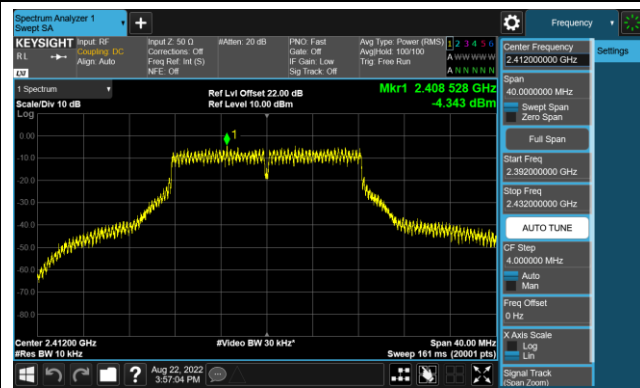 Spectrum Analyzer 1
Swept SA
Frequency
KEYSIGHT
RL
LXI
Input: RF
Coupling: DC
Align: Auto
Input Z: 50 Ω
Corrections: Off
Freq Ref: Int (S)
NFE: Off
#Atten: 20 dB
PNO: Fast
Gate: Off
IF Gain: Low
Sig Track: Off
Avg Type: Power (RMS)
Avg|Hold: 100/100
Trig: Free Run
1 2 3 4 5 6
A W W W W W
A N N N N N
1 Spectrum
Scale/Div 10 dB
Log
Ref Lvl Offset 22.00 dB
Ref Level 10.00 dBm
Mkr1 2.408 528 GHz
-4.343 dBm
1
0.00
-10.0
-20.0
-30.0
-40.0
-50.0
-60.0
-70.0
-80.0
Center 2.41200 GHz
#Res BW 10 kHz
#Video BW 30 kHz*
Span 40.00 MHz
Sweep 161 ms (20001 pts)
Center Frequency
2.412000000 GHz
Span
40.0000000 MHz
Swept Span
Zero Span
Full Span
Start Freq
2.392000000 GHz
Stop Freq
2.432000000 GHz
AUTO TUNE
CF Step
4.000000 MHz
Auto
Man
Freq Offset
0 Hz
X Axis Scale
Log
Lin
Signal Track
(Span Zoom)
Settings
?
Aug 22, 2022
3:57:04 PM